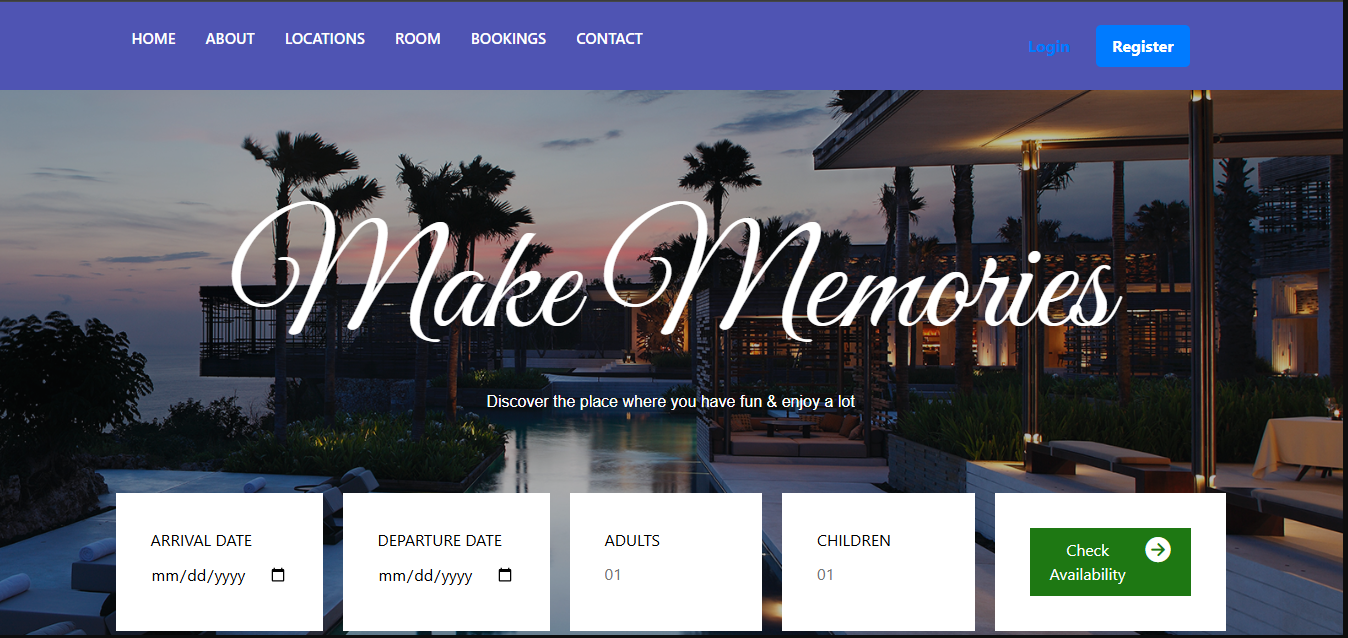 HOME ABOUT LOCATIONS ROOM BOOKINGS CONTACT Login Register
Make Memories
Discover the place where you have fun & enjoy a lot
ARRIVAL DATE DEPARTURE DATE ADULTS CHILDREN
mm/dd/yyyy mm/dd/yyyy 01 01
Check
Availability